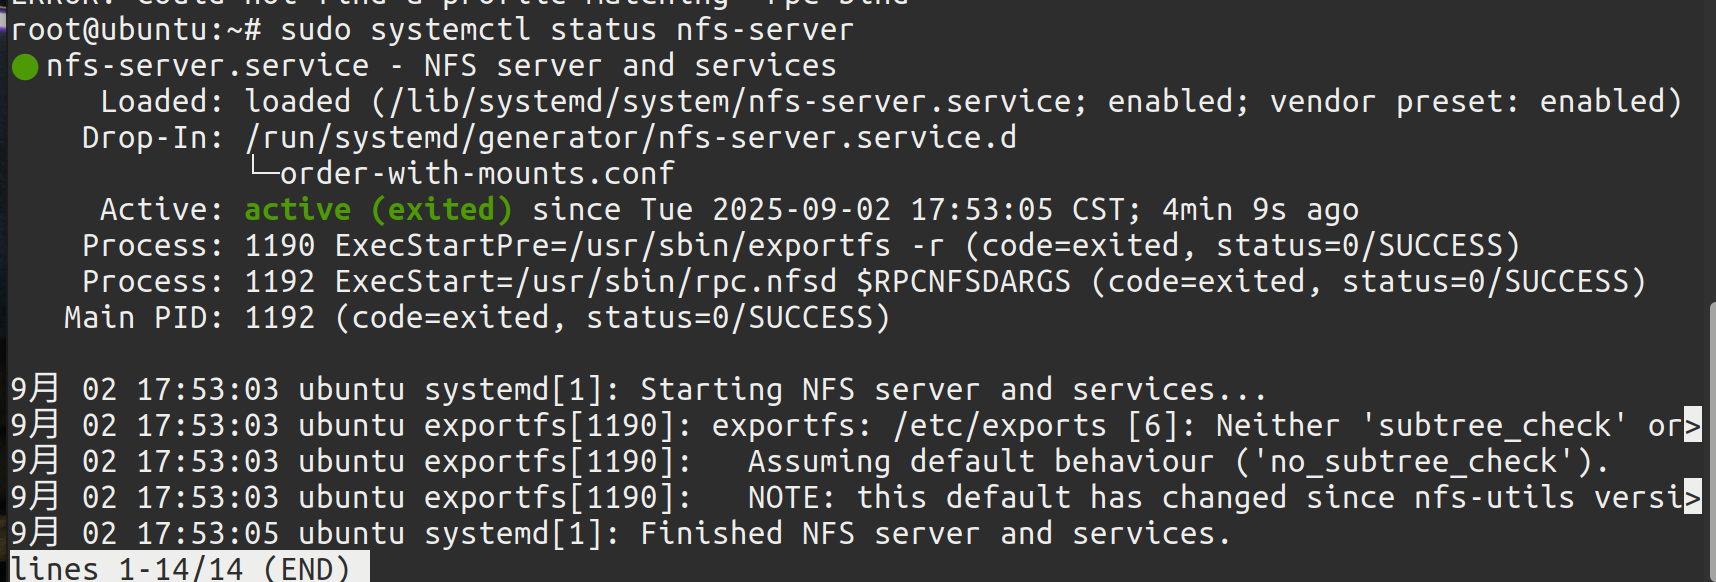 ERROR: could not find a profile matching 'rpc-bind'
root@ubuntu:~# sudo systemctl status nfs-server
●nfs-server.service - NFS server and services
     Loaded: loaded (/lib/systemd/system/nfs-server.service; enabled; vendor preset: enabled)
    Drop-In: /run/systemd/generator/nfs-server.service.d
             └─order-with-mounts.conf
     Active: active (exited) since Tue 2025-09-02 17:53:05 CST; 4min 9s ago
    Process: 1190 ExecStartPre=/usr/sbin/exportfs -r (code=exited, status=0/SUCCESS)
    Process: 1192 ExecStart=/usr/sbin/rpc.nfsd $RPCNFSDARGS (code=exited, status=0/SUCCESS)
   Main PID: 1192 (code=exited, status=0/SUCCESS)
9月 02 17:53:03 ubuntu systemd[1]: Starting NFS server and services...
9月 02 17:53:03 ubuntu exportfs[1190]: exportfs: /etc/exports [6]: Neither 'subtree_check' or>
9月 02 17:53:03 ubuntu exportfs[1190]:   Assuming default behaviour ('no_subtree_check').
9月 02 17:53:03 ubuntu exportfs[1190]:   NOTE: this default has changed since nfs-utils versi>
9月 02 17:53:05 ubuntu systemd[1]: Finished NFS server and services.
lines 1-14/14 (END)